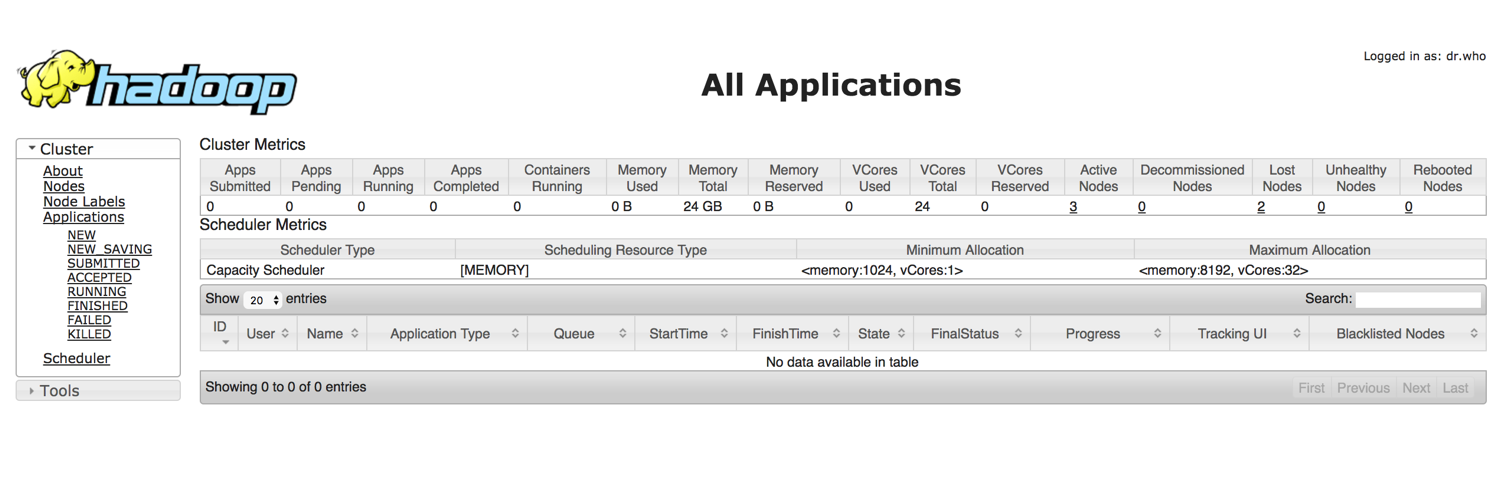 Logged in as: dr.who
hadoop
All Applications
Cluster
About
Nodes
Node Labels
Applications
NEW
NEW_SAVING
SUBMITTED
ACCEPTED
RUNNING
FINISHED
FAILED
KILLED
Scheduler
Tools
Cluster Metrics
Apps Submitted Apps Pending Apps Running Apps Completed Containers Running Memory Used Memory Total Memory Reserved VCores Used VCores Total VCores Reserved Active Nodes Decommissioned Nodes Lost Nodes Unhealthy Nodes Rebooted Nodes
0 0 0 0 0 0 B 24 GB 0 B 0 24 0 3 0 2 0 0
Scheduler Metrics
Scheduler Type Scheduling Resource Type Minimum Allocation Maximum Allocation
Capacity Scheduler [MEMORY] <memory:1024, vCores:1> <memory:8192, vCores:32>
Show 20 entries Search:
ID User Name Application Type Queue StartTime FinishTime State FinalStatus Progress Tracking UI Blacklisted Nodes
No data available in table
Showing 0 to 0 of 0 entries First Previous Next Last